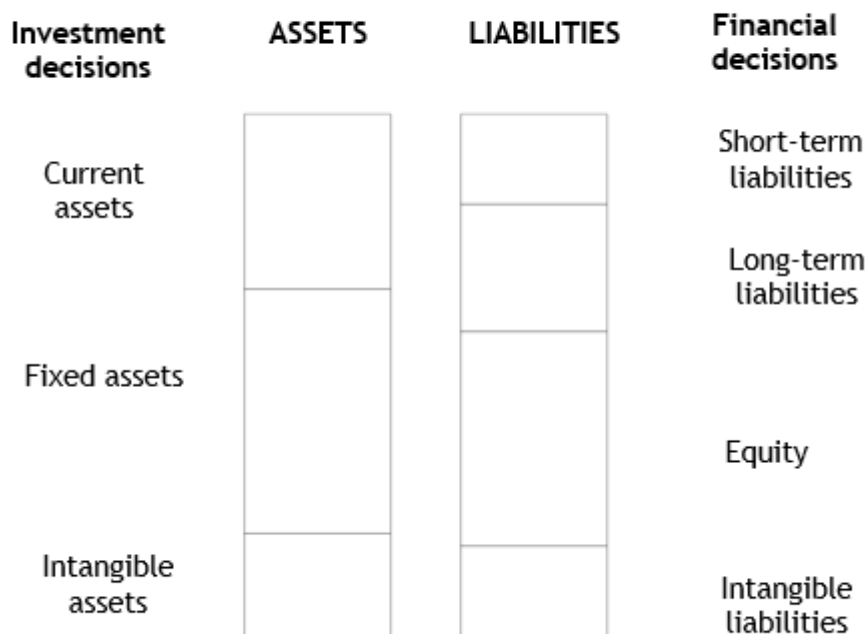 Investment
decisions
ASSETS
LIABILITIES
Financial
decisions
Current
assets
Short-term
liabilities
Long-term
liabilities
Fixed assets
Equity
Intangible
assets
Intangible
liabilities